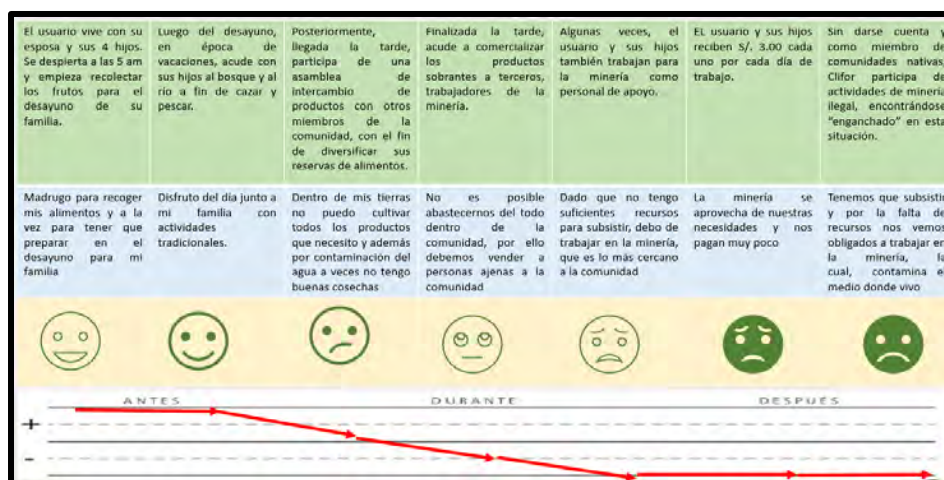 El usuario vive con su
esposa y sus 4 hijos.
Se despierta a las 5 am
y empieza recolectar
los frutos para el
desayuno de su
familia.
Luego del desayuno,
en época de
vacaciones, acude con
sus hijos al bosque y al
río a fin de cazar y
pescar.
Posteriormente,
llegada la tarde,
participa de una
asamblea de
intercambio de
productos con otros
miembros de la
comunidad, con el fin
de diversificar sus
reservas de alimentos.
Finalizada la tarde,
acude a comercializar
los productos
sobrantes a terceros,
trabajadores de la
minería.
Algunas veces, el
usuario y sus hijos
también trabajan para
la minería como
personal de apoyo.
EL usuario y sus hijos
reciben S/. 3.00 cada
uno por cada día de
trabajo.
Sin darse cuenta y
como miembro de
comunidades nativas,
Clifor participa de
actividades de minería
ilegal, encontrándose
"enganchado" en esta
situación.
Madrugo para recoger
mis alimentos y a la
vez para tener que
preparar en el
desayuno para mi
familia
Disfruto del día junto a
mi familia con
actividades
tradicionales.
Dentro de mis tierras
no puedo cultivar
todos los productos
que necesito y además
por contaminación del
agua a veces no tengo
buenas cosechas
No es posible
abastecernos del todo
dentro de la
comunidad, por ello
debemos vender a
personas ajenas a la
comunidad
Dado que no tengo
suficientes recursos
para subsistir, debo de
trabajar en la minería,
que es lo más cercano
a la comunidad
La minería se
aprovecha de nuestras
necesidades y nos
pagan muy poco
Tenemos que subsistir
y por la falta de
recursos nos vemos
obligados a trabajar en
la minería, la
cual, contamina el
medio donde vivo
ANTES DURANTE DESPUÉS
+
-